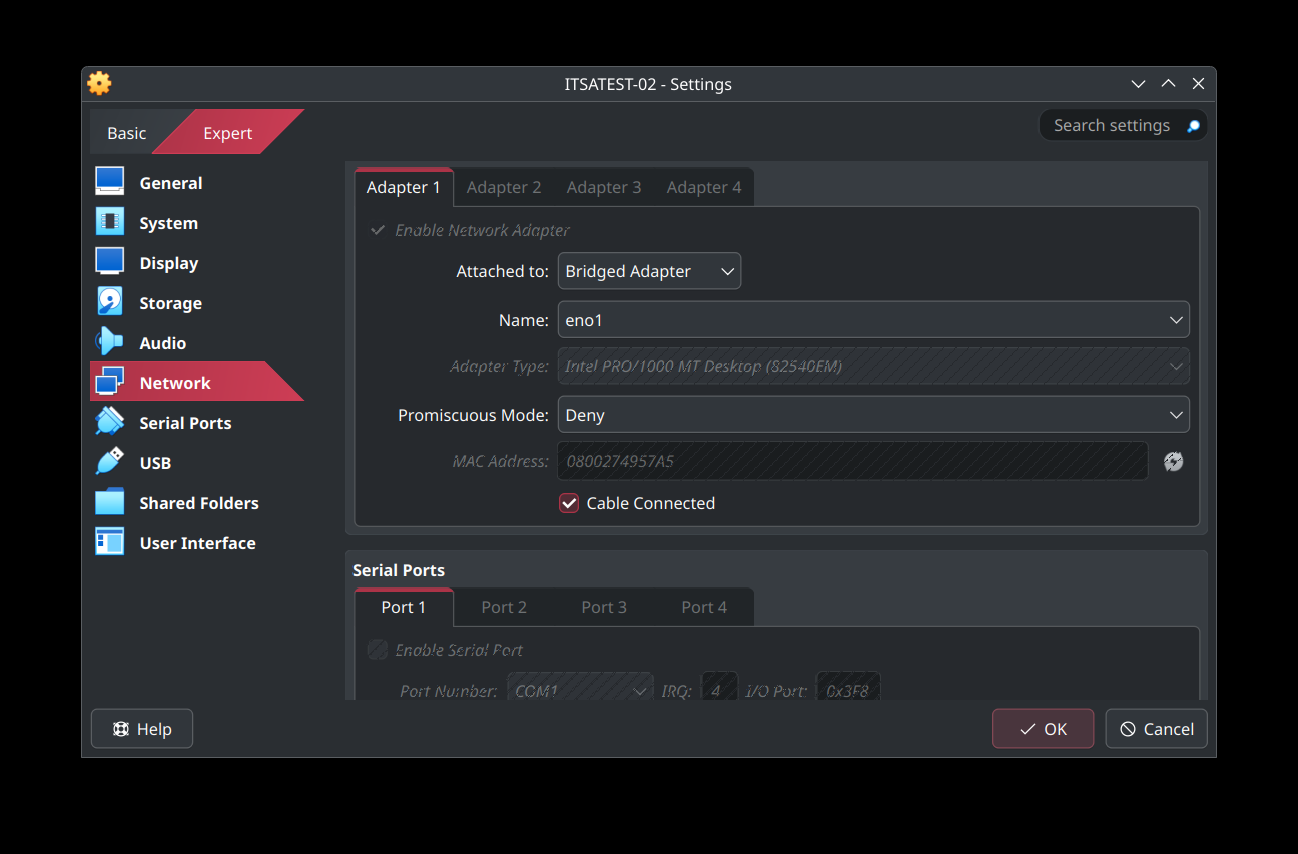 ITSATEST-02 - Settings
Basic
Expert
Search settings
General
System
Display
Storage
Audio
Network
Serial Ports
USB
Shared Folders
User Interface
Adapter 1
Adapter 2
Adapter 3
Adapter 4
Enable Network Adapter
Attached to: Bridged Adapter
Name: eno1
Adapter Type: Intel PRO/1000 MT Desktop (82540EM)
Promiscuous Mode: Deny
MAC Address: 0800274957A5
Cable Connected
Serial Ports
Port 1
Port 2
Port 3
Port 4
Enable Serial Port
Port Number: COM1 IRQ: 4 I/O Port: 0x3F8
Help
OK
Cancel